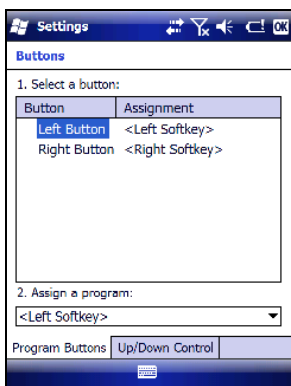 Settings
OK
Buttons
1. Select a button:
Button Assignment
Left Button <Left Softkey>
Right Button <Right Softkey>
2. Assign a program:
<Left Softkey>
Program Buttons Up/Down Control